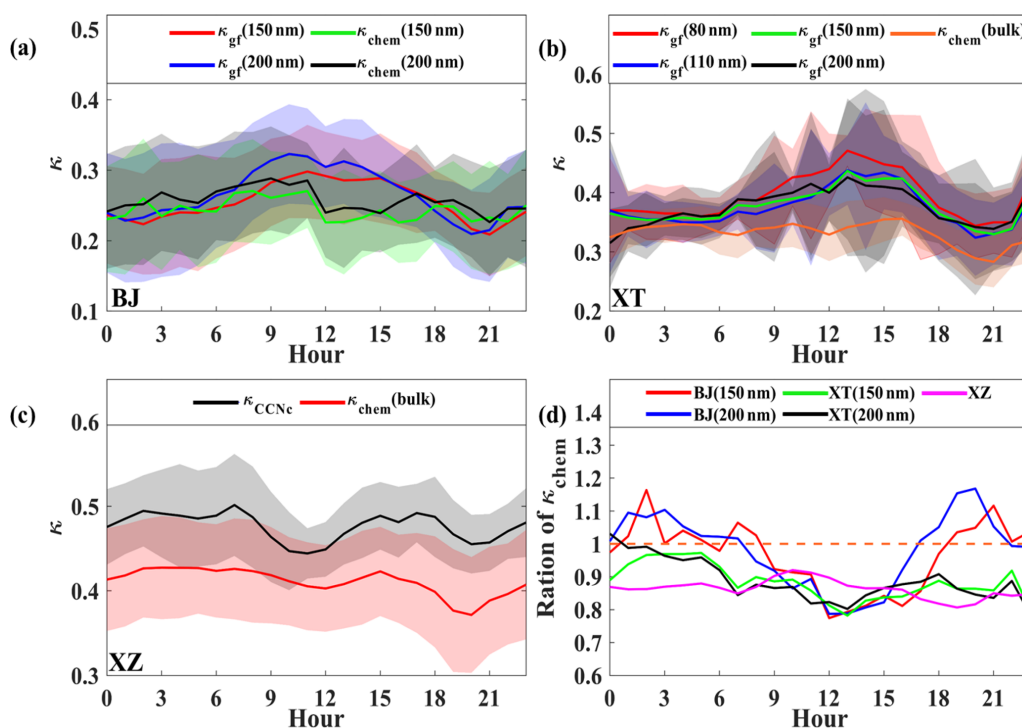 (a)
κgf(150 nm) κchem(150 nm)
κgf(200 nm) κchem(200 nm)
0.5
0.4
0.3
0.2
0.1
κ
BJ
0 3 6 9 12 15 18 21
Hour
(b)
κgf(80 nm) κgf(150 nm) κchem(bulk)
κgf(110 nm) κgf(200 nm)
0.6
0.5
0.4
0.3
0.2
κ
XT
0 3 6 9 12 15 18 21
Hour
(c)
κCCNc κchem(bulk)
0.6
0.5
0.4
0.3
κ
XZ
0 3 6 9 12 15 18 21
Hour
(d)
BJ(150 nm) XT(150 nm) XZ
BJ(200 nm) XT(200 nm)
1.4
1.3
1.2
1.1
1
0.9
0.8
0.7
0.6
Ration of κchem
0 3 6 9 12 15 18 21
Hour